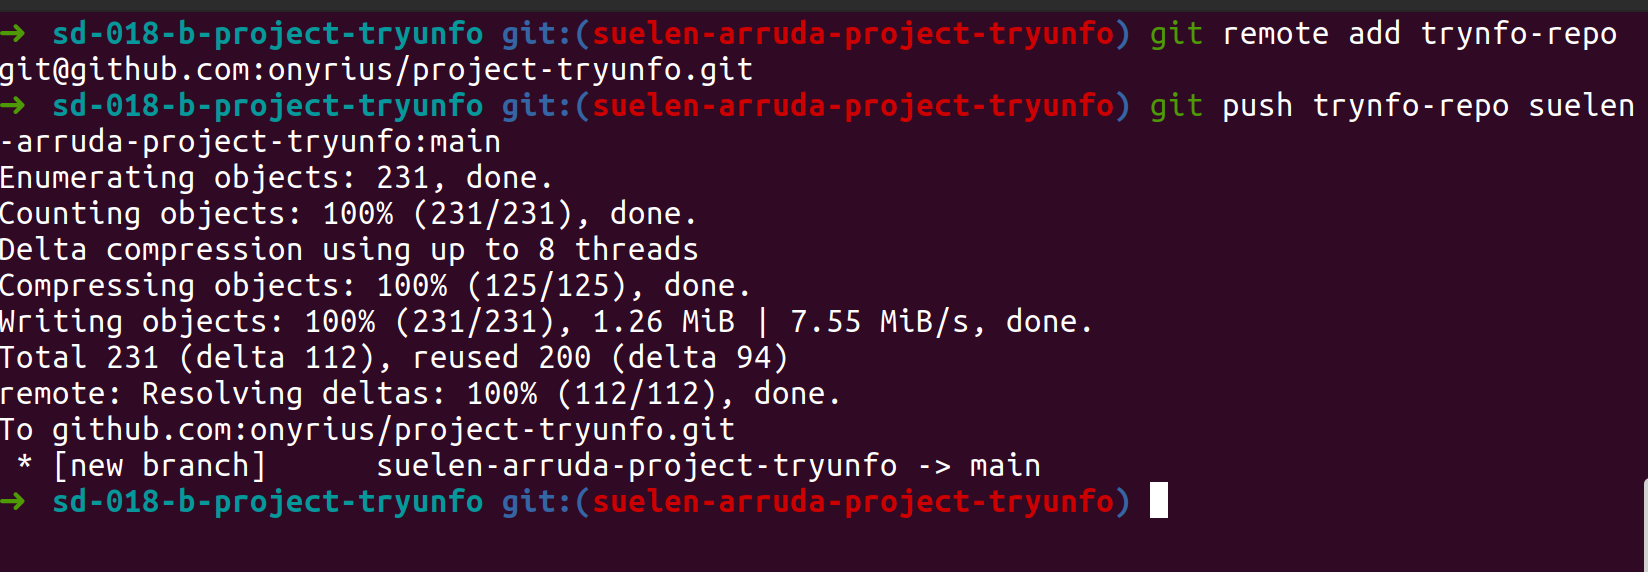 ➜  sd-018-b-project-tryunfo git:(suelen-arruda-project-tryunfo) git remote add trynfo-repo
git@github.com:onyrius/project-tryunfo.git
➜  sd-018-b-project-tryunfo git:(suelen-arruda-project-tryunfo) git push trynfo-repo suelen
-arruda-project-tryunfo:main
Enumerating objects: 231, done.
Counting objects: 100% (231/231), done.
Delta compression using up to 8 threads
Compressing objects: 100% (125/125), done.
Writing objects: 100% (231/231), 1.26 MiB | 7.55 MiB/s, done.
Total 231 (delta 112), reused 200 (delta 94)
remote: Resolving deltas: 100% (112/112), done.
To github.com:onyrius/project-tryunfo.git
 * [new branch]      suelen-arruda-project-tryunfo -> main
➜  sd-018-b-project-tryunfo git:(suelen-arruda-project-tryunfo)